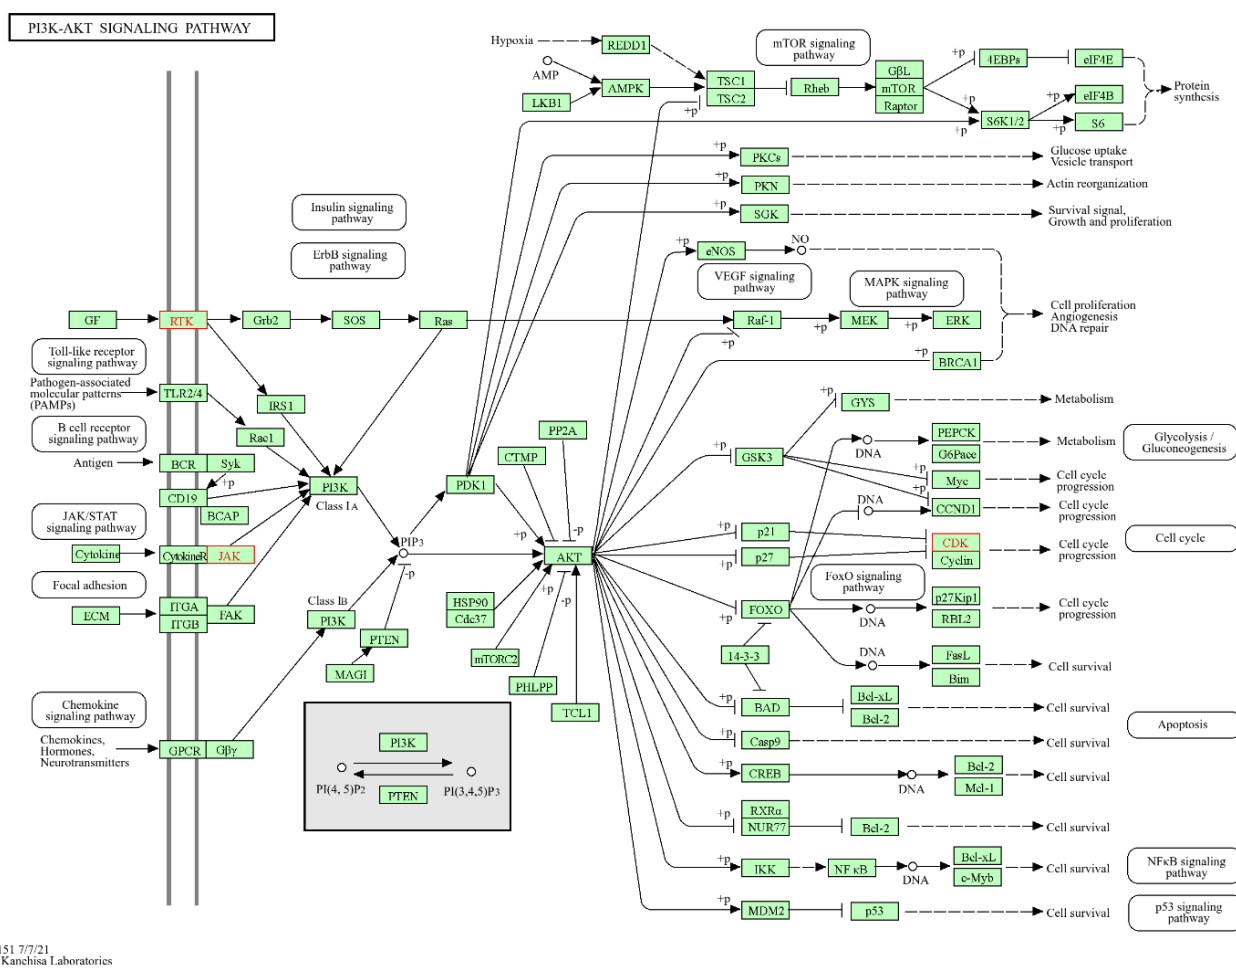 PI3K-AKT SIGNALING PATHWAY
Hypoxia
REDD1
AMP
LKB1
AMPK
TSC1
TSC2
+p
mTOR signaling
pathway
Rheb
GβL
mTOR
Raptor
+p
4EBPs
eIF4E
+p
S6K1/2
+p
+p
eIF4B
+p
S6
Protein
synthesis
+p
PKCs
Glucose uptake
Vesicle transport
+p
PKN
Actin reorganization
+p
SGK
Survival signal,
Growth and proliferation
Insulin signaling
pathway
ErbB signaling
pathway
+p
eNOS
NO
VEGF signaling
pathway
MAPK signaling
pathway
Cell proliferation
Angiogenesis
DNA repair
GF
RTK
Grb2
SOS
Ras
Raf-1
+p
+p
MEK
+p
ERK
+p
BRCA1
Toll-like receptor
signaling pathway
Pathogen-associated
molecular patterns
(PAMPs)
TLR2/4
IRS1
Rac1
B cell receptor
signaling pathway
Antigen
BCR
Syk
+p
CD19
BCAP
PI3K
Class IA
PDK1
CTMP
PP2A
+p
-p
AKT
JAK/STAT
signaling pathway
Cytokine
CytokineR
JAK
PIP3
-p
Focal adhesion
ECM
ITGA
ITGB
FAK
Class IB
PI3K
PTEN
MAGI
HSP90
Cdc37
+p
+p
-p
mTORC2
PHLPP
TCL1
Chemokine
signaling pathway
Chemokines,
Hormones,
Neurotransmitters
GPCR
Gβγ
PI3K
PI(4, 5)P2
PI(3,4,5)P3
PTEN
+p
GYS
Metabolism
+p
GSK3
DNA
PEPCK
G6Pace
Metabolism
Glycolysis /
Gluconeogenesis
+p
Myc
Cell cycle
progression
+p
DNA
CCND1
Cell cycle
progression
+p
p21
+p
p27
CDK
Cyclin
Cell cycle
progression
Cell cycle
FoxO signaling
pathway
+p
FOXO
DNA
p27Kip1
RBL2
Cell cycle
progression
14-3-3
DNA
FasL
Bim
Cell survival
+p
BAD
Bcl-xL
Bcl-2
Cell survival
Apoptosis
+p
Casp9
Cell survival
+p
CREB
DNA
Bcl-2
Mcl-1
Cell survival
+p
RXRα
NUR77
Bcl-2
Cell survival
+p
IKK
NFκB
DNA
Bcl-xL
c-Myb
Cell survival
NFκB signaling
pathway
+p
MDM2
p53
Cell survival
p53 signaling
pathway
151 7/7/21
Kanehisa Laboratories